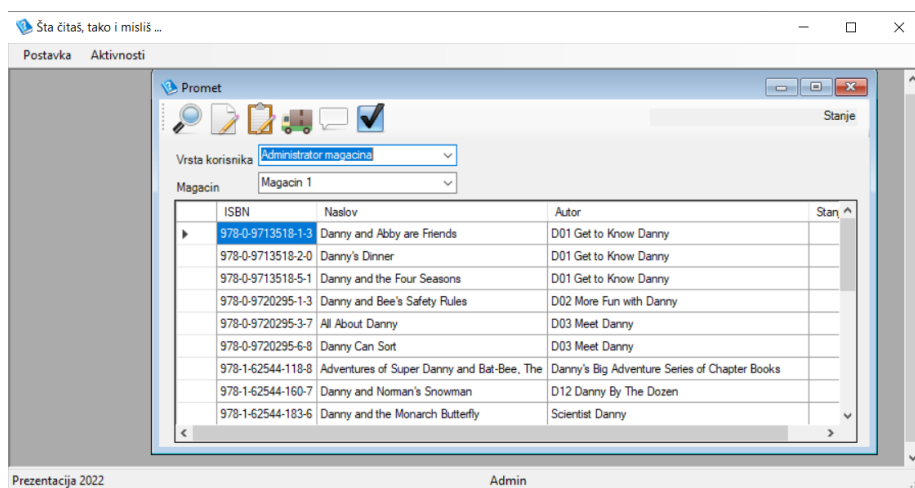 Šta čitaš, tako i misliš ...
Postavka Aktivnosti
Promet
Stanje
Vrsta korisnika Administrator magacina
Magacin Magacin 1
ISBN Naslov Autor Stanj
978-0-9713518-1-3 Danny and Abby are Friends D01 Get to Know Danny
978-0-9713518-2-0 Danny's Dinner D01 Get to Know Danny
978-0-9713518-5-1 Danny and the Four Seasons D01 Get to Know Danny
978-0-9720295-1-3 Danny and Bee's Safety Rules D02 More Fun with Danny
978-0-9720295-3-7 All About Danny D03 Meet Danny
978-0-9720295-6-8 Danny Can Sort D03 Meet Danny
978-1-62544-118-8 Adventures of Super Danny and Bat-Bee, The Danny's Big Adventure Series of Chapter Books
978-1-62544-160-7 Danny and Norman's Snowman D12 Danny By The Dozen
978-1-62544-183-6 Danny and the Monarch Butterfly Scientist Danny
Prezentacija 2022 Admin